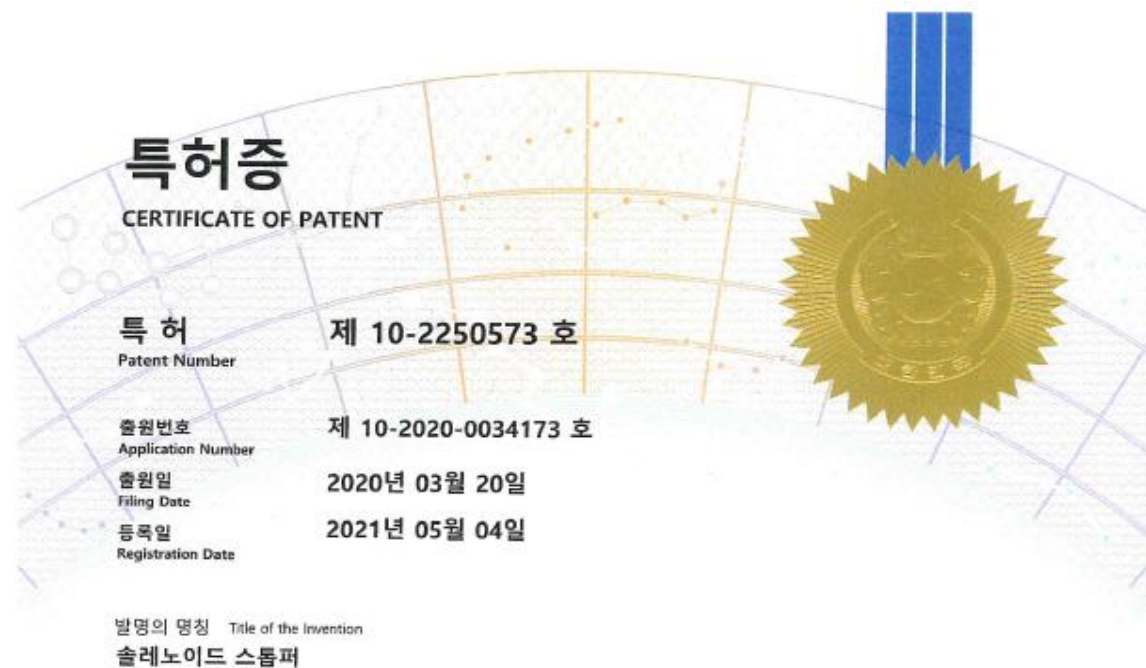 특허증
CERTIFICATE OF PATENT
특 허 제 10-2250573 호
Patent Number
출원번호 제 10-2020-0034173 호
Application Number
출원일 2020년 03월 20일
Filing Date
등록일 2021년 05월 04일
Registration Date
발명의 명칭 Title of the Invention
솔레노이드 스톱퍼